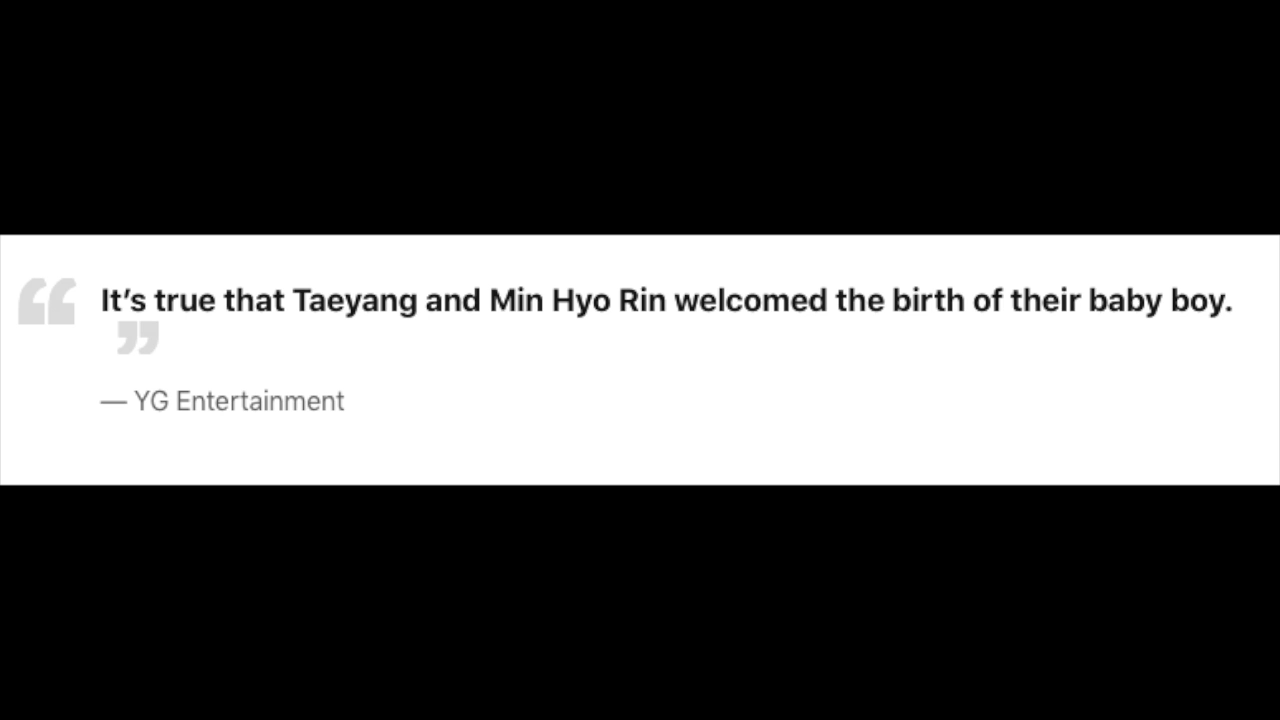 “ It’s true that Taeyang and Min Hyo Rin welcomed the birth of their baby boy.
”
— YG Entertainment